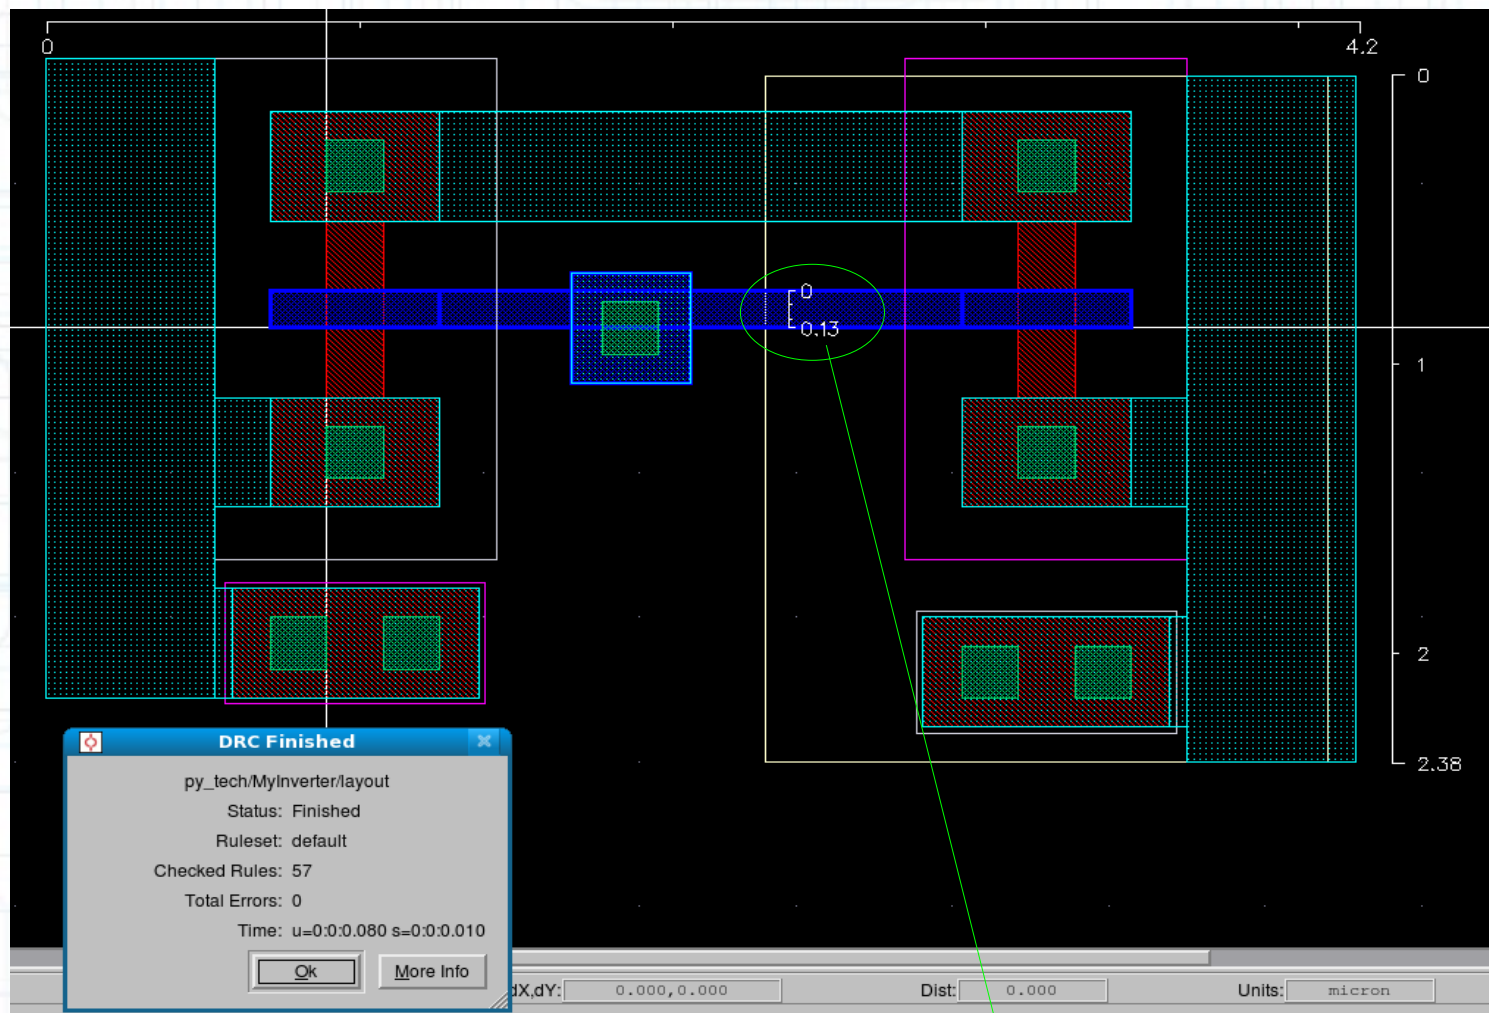 0
4.2
0
0
0.13
1
2
2.38
DRC Finished
py_tech/MyInverter/layout
Status: Finished
Ruleset: default
Checked Rules: 57
Total Errors: 0
Time: u=0:0:0.080 s=0:0:0.010
Ok
More Info
dX,dY: 0.000,0.000
Dist: 0.000
Units: micron